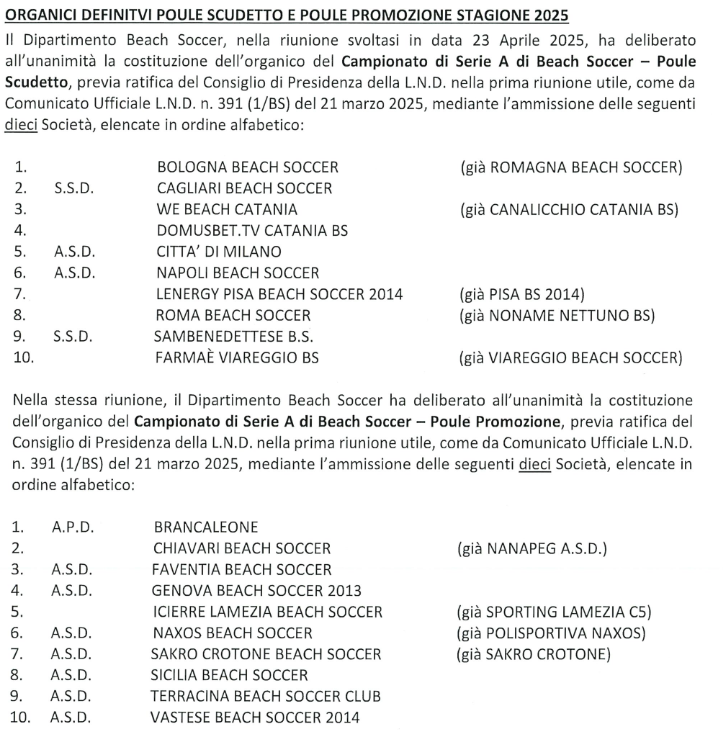 ORGANICI DEFINITVI POULE SCUDETTO E POULE PROMOZIONE STAGIONE 2025
Il Dipartimento Beach Soccer, nella riunione svoltasi in data 23 Aprile 2025, ha deliberato
all'unanimità la costituzione dell'organico del Campionato di Serie A di Beach Soccer – Poule
Scudetto, previa ratifica del Consiglio di Presidenza della L.N.D. nella prima riunione utile, come da
Comunicato Ufficiale L.N.D. n. 391 (1/BS) del 21 marzo 2025, mediante l'ammissione delle seguenti
dieci Società, elencate in ordine alfabetico:
1. BOLOGNA BEACH SOCCER (già ROMAGNA BEACH SOCCER)
2. S.S.D. CAGLIARI BEACH SOCCER
3. WE BEACH CATANIA (già CANALICCHIO CATANIA BS)
4. DOMUSBET.TV CATANIA BS
5. A.S.D. CITTA' DI MILANO
6. A.S.D. NAPOLI BEACH SOCCER
7. LENERGY PISA BEACH SOCCER 2014 (già PISA BS 2014)
8. ROMA BEACH SOCCER (già NONAME NETTUNO BS)
9. S.S.D. SAMBENEDETTESE B.S.
10. FARMAÈ VIAREGGIO BS (già VIAREGGIO BEACH SOCCER)
Nella stessa riunione, il Dipartimento Beach Soccer ha deliberato all'unanimità la costituzione
dell'organico del Campionato di Serie A di Beach Soccer – Poule Promozione, previa ratifica del
Consiglio di Presidenza della L.N.D. nella prima riunione utile, come da Comunicato Ufficiale L.N.D.
n. 391 (1/BS) del 21 marzo 2025, mediante l'ammissione delle seguenti dieci Società, elencate in
ordine alfabetico:
1. A.P.D. BRANCALEONE
2. CHIAVARI BEACH SOCCER (già NANAPEG A.S.D.)
3. A.S.D. FAVENTIA BEACH SOCCER
4. A.S.D. GENOVA BEACH SOCCER 2013
5. ICIERRE LAMEZIA BEACH SOCCER (già SPORTING LAMEZIA C5)
6. A.S.D. NAXOS BEACH SOCCER (già POLISPORTIVA NAXOS)
7. A.S.D. SAKRO CROTONE BEACH SOCCER (già SAKRO CROTONE)
8. A.S.D. SICILIA BEACH SOCCER
9. A.S.D. TERRACINA BEACH SOCCER CLUB
10. A.S.D. VASTESE BEACH SOCCER 2014